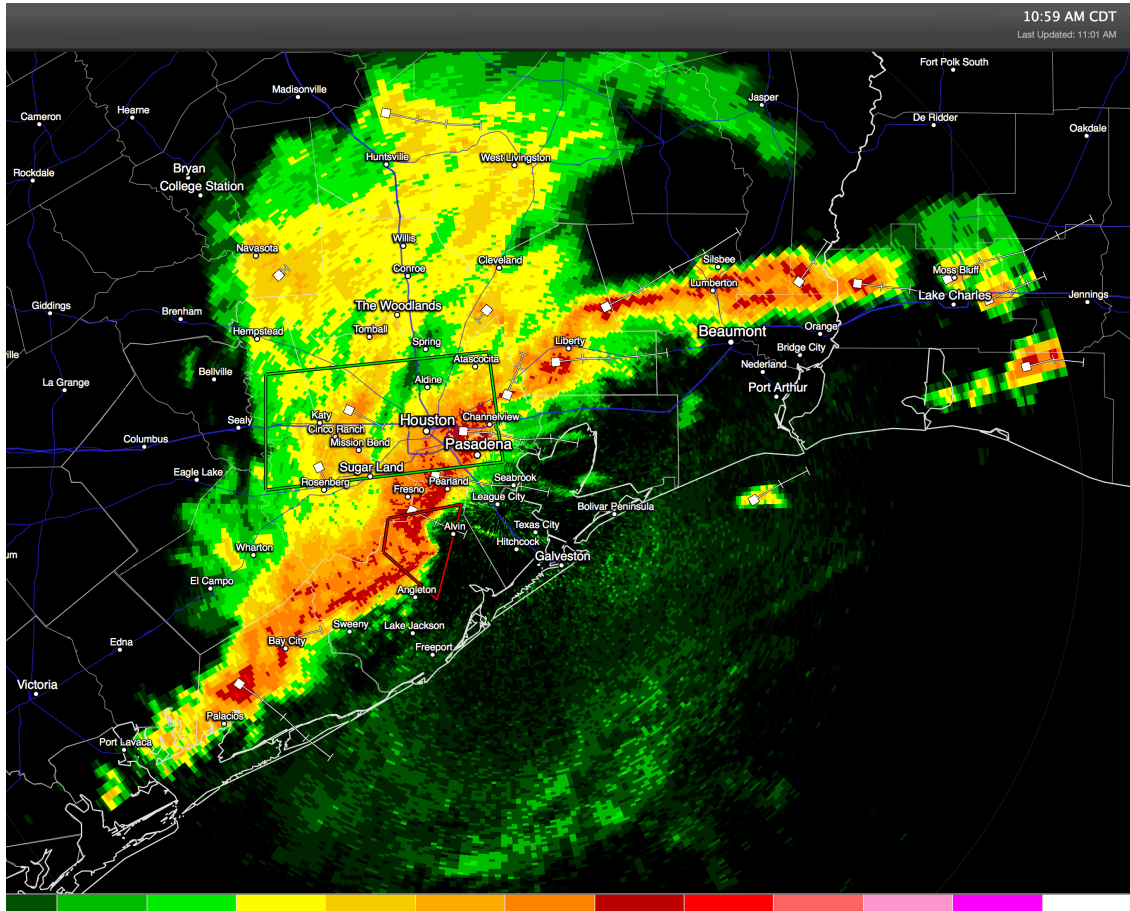 10:59 AM CDT
Last Updated: 11:01 AM
Fort Polk South
Madisonville
Jasper
Hearne
Cameron
De Ridder
Oakdale
Huntsville
West Livingston
Rockdale
Bryan
College Station
Willis
Navasota
Cleveland
Silsbee
Conroe
Moss Bluff
Lumberton
Lake Charles
Jennings
Giddings
The Woodlands
Brenham
Tomball
Hempstead
Beaumont
Orange
Spring
Liberty
Bridge City
ille
Atascocita
Nederland
Bellville
Aldine
La Grange
Port Arthur
Katy
Channelview
Sealy
Houston
Cinco Ranch
Columbus
Mission Bend
Pasadena
Sugar Land
Eagle Lake
Seabrook
Rosenberg
Pearland
Fresno
League City
Bolivar Peninsula
Alvin
Texas City
Hitchcock
um
Wharton
Galveston
El Campo
Angleton
Sweeny
Lake Jackson
Edna
Bay City
Freeport
Victoria
Palacios
Port Lavaca